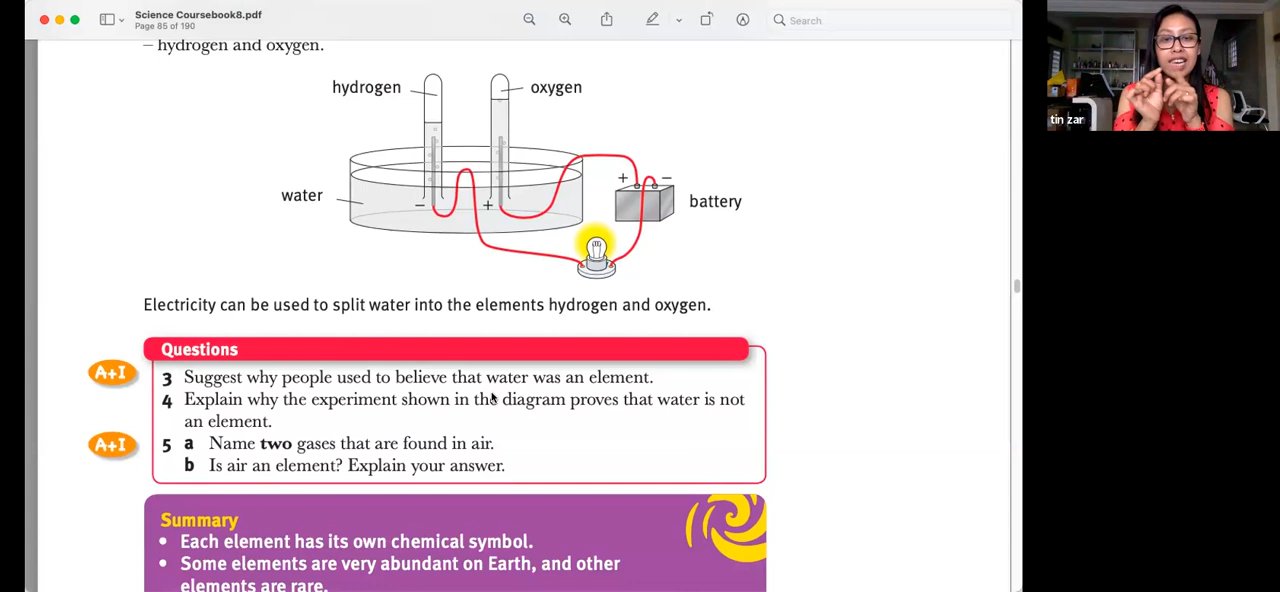 Science Coursebook8.pdf
Page 85 of 190
Search
– hydrogen and oxygen.
hydrogen
oxygen
water
– +
+ –
battery
Electricity can be used to split water into the elements hydrogen and oxygen.
Questions
A+I
3 Suggest why people used to believe that water was an element.
4 Explain why the experiment shown in the diagram proves that water is not
an element.
A+I
5 a Name two gases that are found in air.
b Is air an element? Explain your answer.
Summary
• Each element has its own chemical symbol.
• Some elements are very abundant on Earth, and other
elements are rare.
tin zar